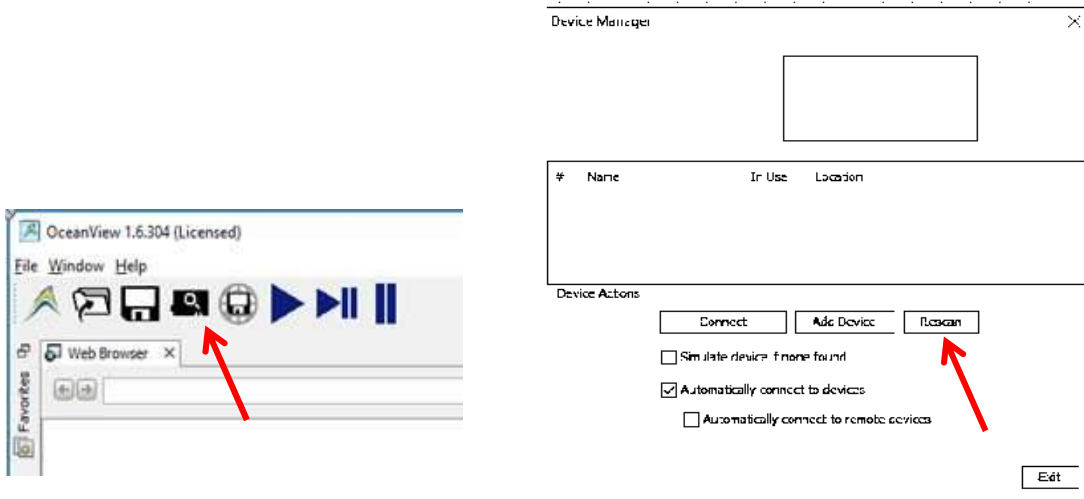 OceanView 1.6.304 (Licensed)
File Window Help
Web Browser
Favorites
Device Manager
# Name In Use Location
Device Actions
Connect Add Device Rescan
Simulate device if none found
Automatically connect to devices
Automatically connect to remote devices
Exit